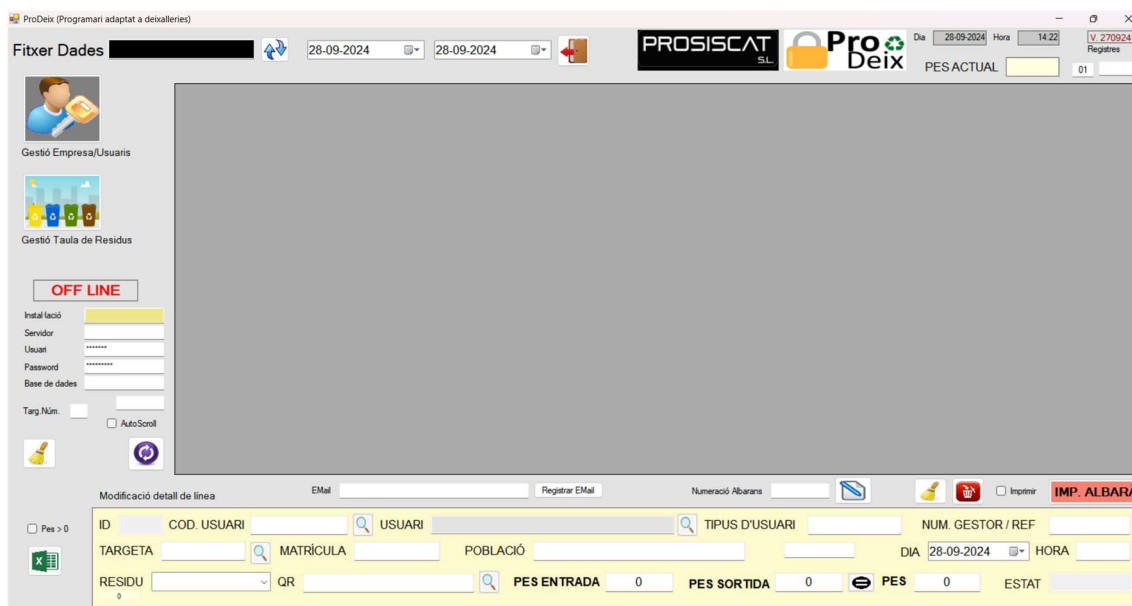 ProDeix (Programari adaptat a deixalleries)
Fitxer Dades 28-09-2024 28-09-2024 PROSISCAT S.L. Pro Deix Dia 28-09-2024 Hora 14:22 V. 270924
Registres
PES ACTUAL 01
Gestió Empresa/Usuaris
Gestió Taula de Residus
OFF LINE
Instal·lació
Servidor
Usuari *******
Password *********
Base de dades
Targ.Núm.
AutoScroll
Modificació detall de línea EMail Registrar EMail Numeració Albarans Imprimir IMP. ALBARA
Pes > 0 ID COD. USUARI USUARI TIPUS D'USUARI NUM. GESTOR / REF
TARGETA MATRÍCULA POBLACIÓ DIA 28-09-2024 HORA
RESIDU QR PES ENTRADA 0 PES SORTIDA 0 PES 0 ESTAT
0